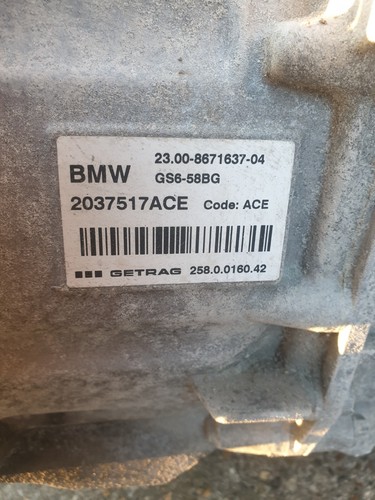 23.00-8671637-04
BMW GS6-58BG
2037517ACE Code: ACE
GETRAG 258.0.0160.42